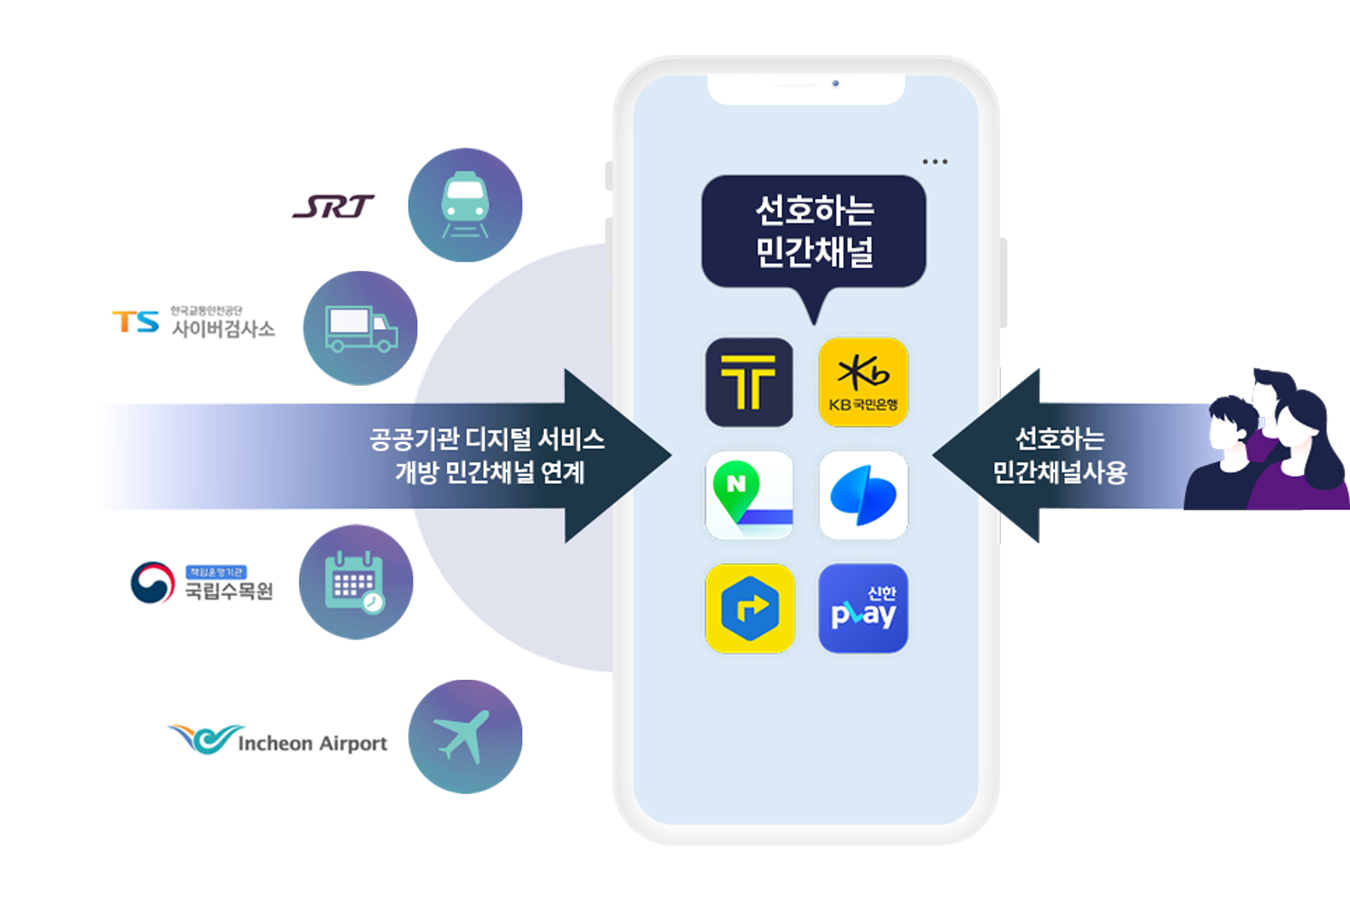 SRT
TS 한국교통안전공단
사이버검사소
공공기관 디지털 서비스
개방 민간채널 연계
책임운영기관
국립수목원
Incheon Airport
선호하는
민간채널
T
Kb
KB 국민은행
N
신한
play
선호하는
민간채널사용